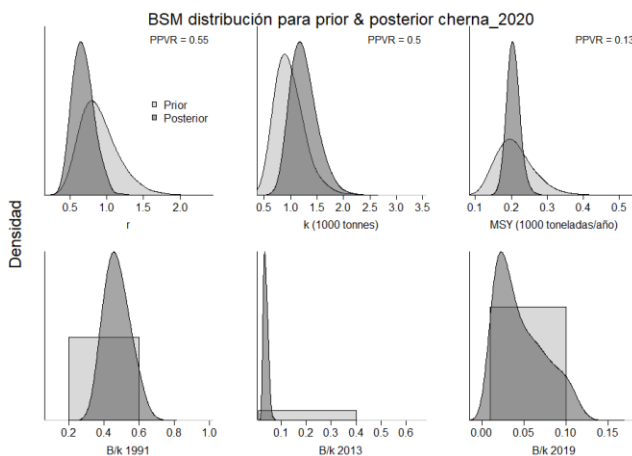 BSM distribución para prior & posterior cherna_2020
PPVR = 0.55
PPVR = 0.5
PPVR = 0.13
Prior
Posterior
0.5 1.0 1.5 2.0
r
0.5 1.0 1.5 2.0 2.5 3.0 3.5
k (1000 tonnes)
0.1 0.2 0.3 0.4 0.5
MSY (1000 toneladas/año)
Densidad
0.2 0.4 0.6 0.8 1.0
B/k 1991
0.1 0.2 0.3 0.4 0.5 0.6
B/k 2013
0.00 0.05 0.10 0.15
B/k 2019